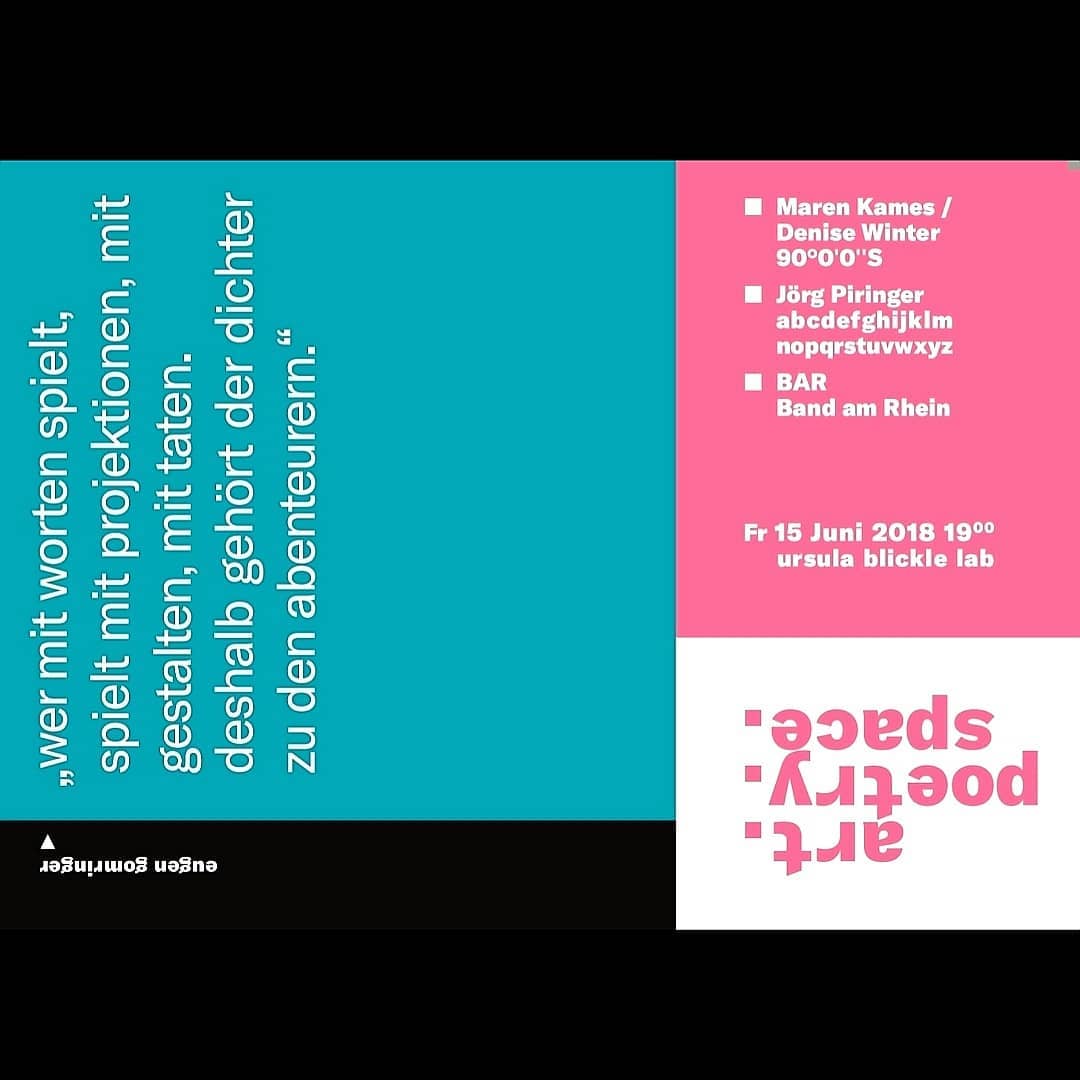 „wer mit worten spielt,
spielt mit projektionen, mit
gestalten, mit taten.
deshalb gehört der dichter
zu den abenteurern.“
eugen gomringer
Maren Kames /
Denise Winter
90°0'0''S
Jörg Piringer
abcdefghijklm
nopqrstuvwxyz
BAR
Band am Rhein
Fr 15 Juni 2018 19⁰⁰
ursula blickle lab
art.
poetry.
space.